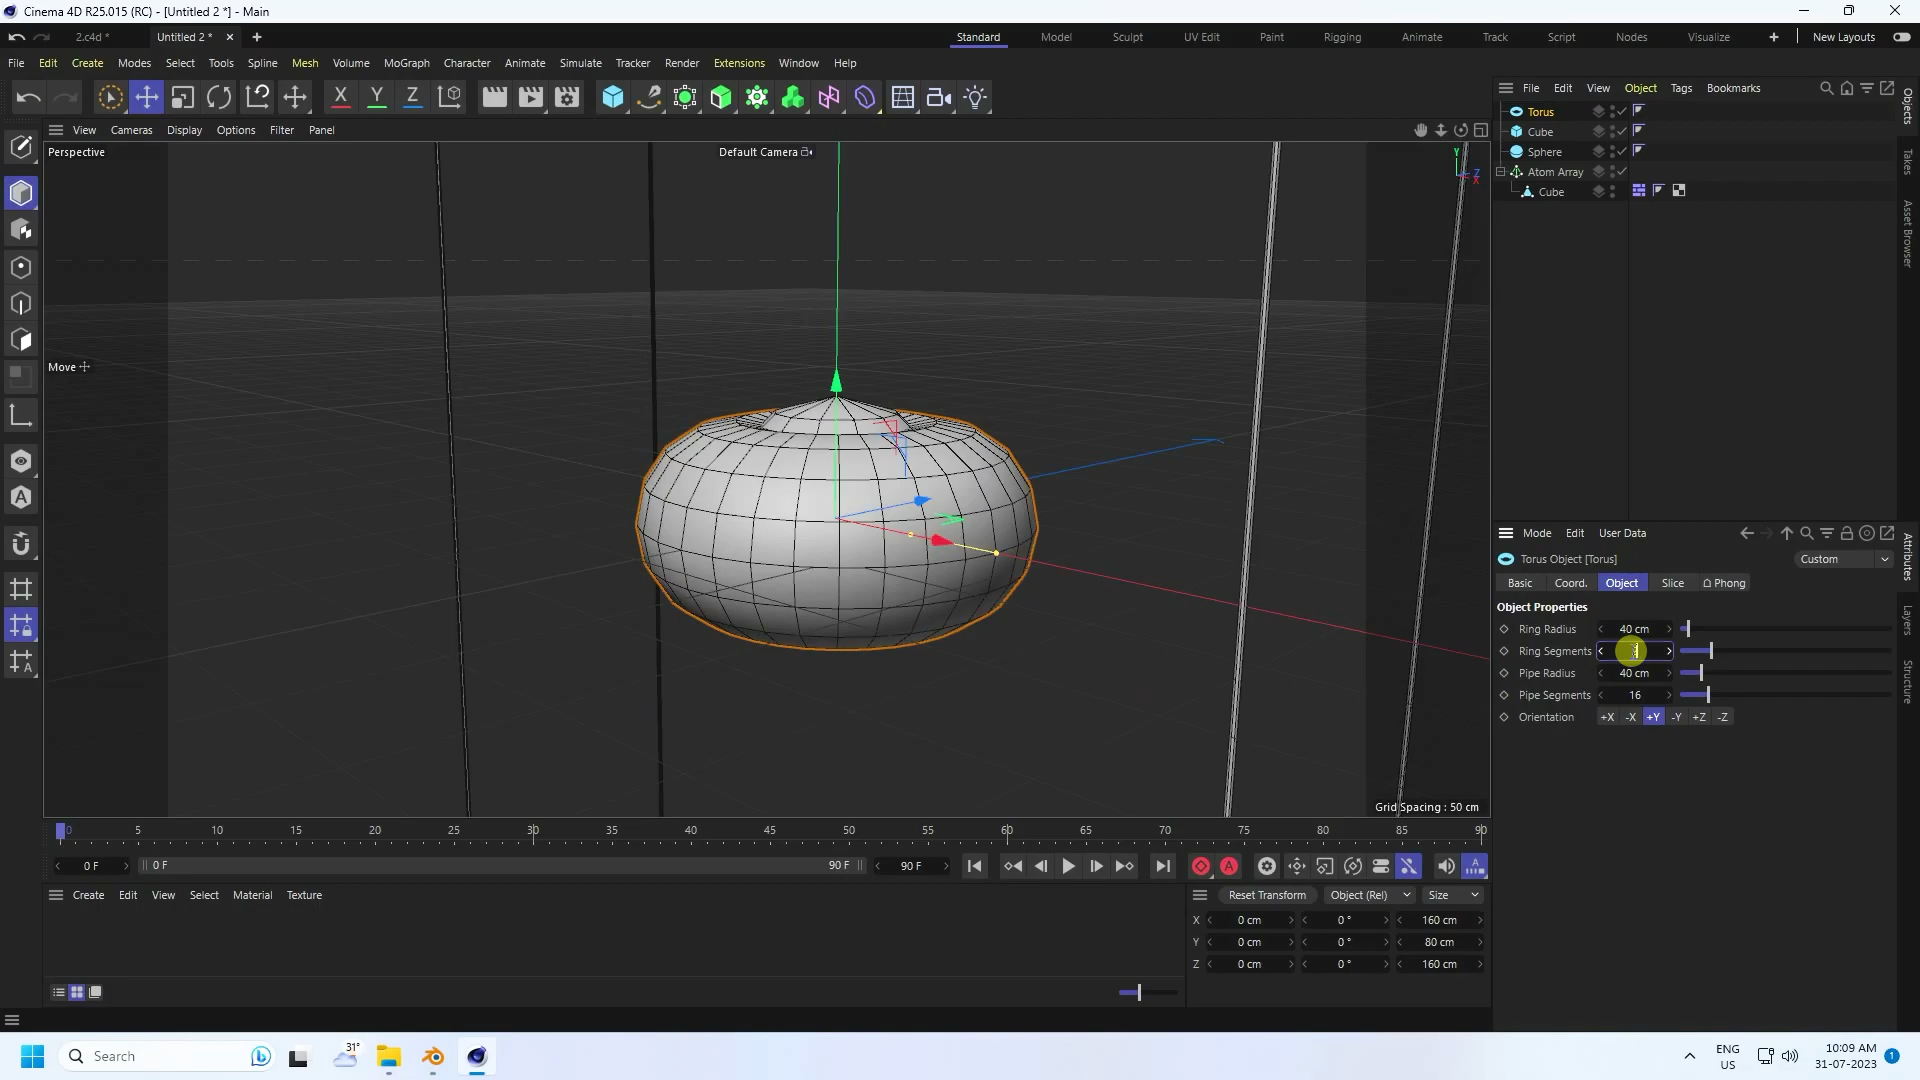 Cinema 4D R25.015 (RC) - [Untitled 2 *] - Main
2.c4d *
Untitled 2 *
Standard
Model
Sculpt
UV Edit
Paint
Rigging
Animate
Track
Script
Nodes
Visualize
New Layouts
File Edit Create Modes Select Tools Spline Mesh Volume MoGraph Character Animate Simulate Tracker Render Extensions Window Help
X Y Z
File Edit View Object Tags Bookmarks
View Cameras Display Options Filter Panel
Perspective
Default Camera
Y
Z
X
Torus
Cube
Sphere
Atom Array
Cube
Objects
Takes
Asset Browser
Move
Mode Edit User Data
Torus Object [Torus]
Custom
Basic Coord. Object Slice Phong
Object Properties
Ring Radius 40 cm
Ring Segments
Pipe Radius 40 cm
Pipe Segments 16
Orientation +X -X +Y -Y +Z -Z
Attributes
Layers
Structure
Grid Spacing : 50 cm
0 5 10 15 20 25 30 35 40 45 50 55 60 65 70 75 80 85 90
0 F
0 F
90 F
90 F
Create Edit View Select Material Texture
Reset Transform
Object (Rel)
Size
X 0 cm 0 ° 160 cm
Y 0 cm 0 ° 80 cm
Z 0 cm 0 ° 160 cm
Search
31°
ENG
US
10:09 AM
31-07-2023
1